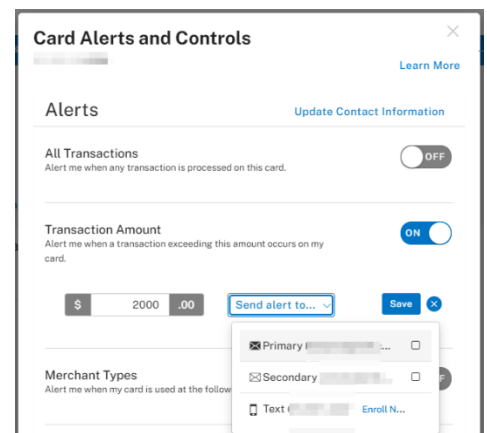 Card Alerts and Controls
Learn More
Alerts
Update Contact Information
All Transactions
Alert me when any transaction is processed on this card.
OFF
Transaction Amount
Alert me when a transaction exceeding this amount occurs on my
card.
ON
$ 2000 .00
Send alert to...
Save
Primary ...
Secondary ...
Merchant Types
Alert me when my card is used at the follow
F
Text Enroll N...